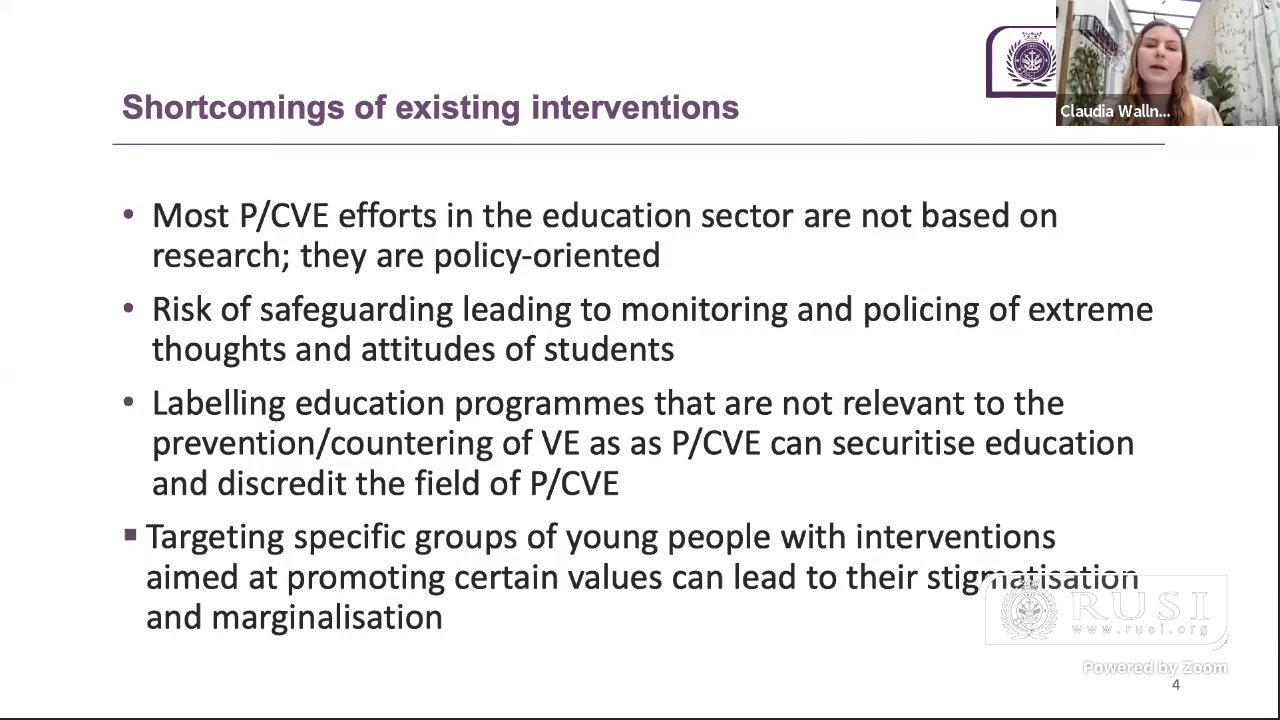 Shortcomings of existing interventions
Claudia Walln...
• Most P/CVE efforts in the education sector are not based on
research; they are policy-oriented
• Risk of safeguarding leading to monitoring and policing of extreme
thoughts and attitudes of students
• Labelling education programmes that are not relevant to the
prevention/countering of VE as as P/CVE can securitise education
and discredit the field of P/CVE
▪ Targeting specific groups of young people with interventions
aimed at promoting certain values can lead to their stigmatisation
and marginalisation
RUSI
www.rusi.org
Powered by Zoom
4